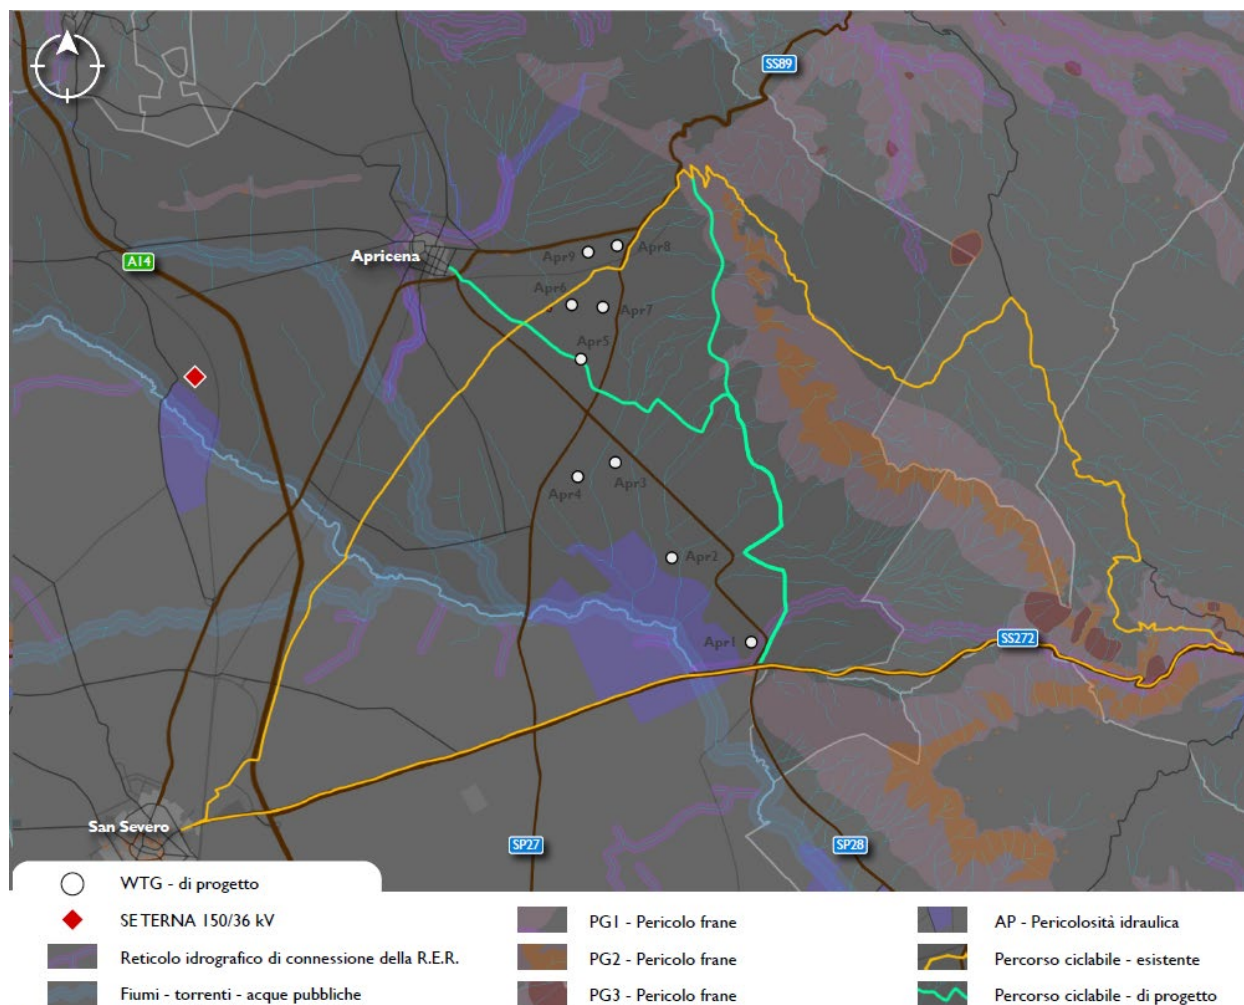 SS89
A14
Apricena
Apr9
Apr8
Apr6
Apr7
Apr5
Apr3
Apr4
Apr2
Apr1
SS272
San Severo
SP27
SP28
WTG - di progetto
SE TERNA 150/36 kV
Reticolo idrografico di connessione della R.E.R.
Fiumi - torrenti - acque pubbliche
PG1 - Pericolo frane
PG2 - Pericolo frane
PG3 - Pericolo frane
AP - Pericolosità idraulica
Percorso ciclabile - esistente
Percorso ciclabile - di progetto